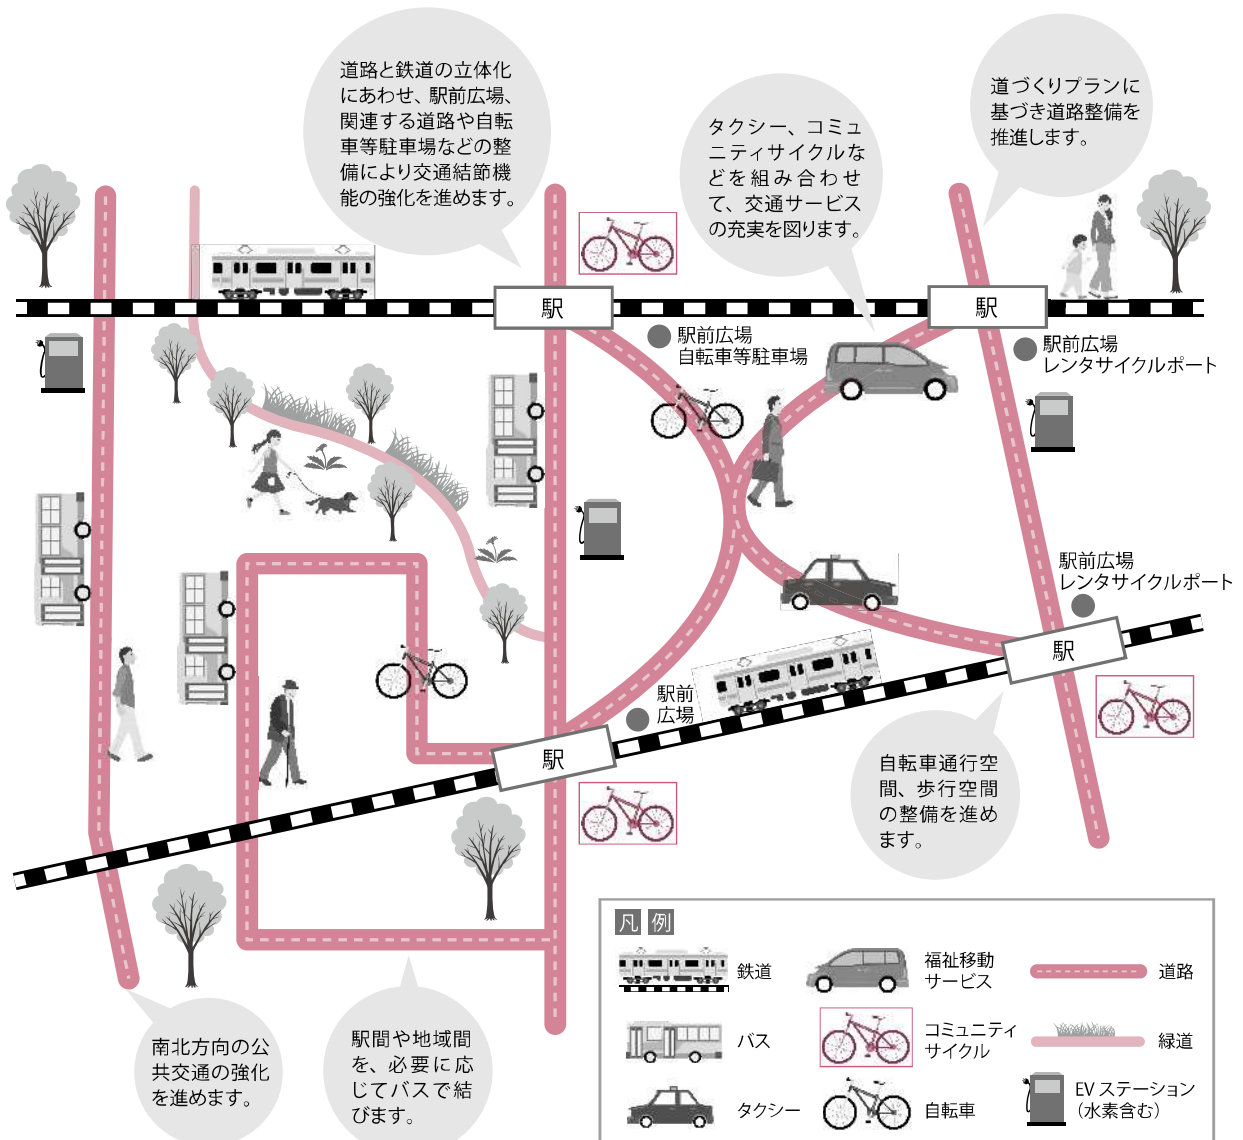 道路と鉄道の立体化
にあわせ、駅前広場、
関連する道路や自転
車等駐車場などの整
備により交通結節機
能の強化を進めます。
タクシー、コミュ
ニティサイクルな
どを組み合わせ
て、交通サービス
の充実を図ります。
道づくりプランに
基づき道路整備を
推進します。
駅
駅
駅前広場
自転車等駐車場
駅前広場
レンタサイクルポート
駅前広場
レンタサイクルポート
駅
駅前
広場
駅
自転車通行空
間、歩行空間
の整備を進め
ます。
南北方向の公
共交通の強化
を進めます。
駅間や地域間
を、必要に応
じてバスで結
びます。
凡例
鉄道
福祉移動
サービス
道路
バス
コミュニティ
サイクル
緑道
タクシー
自転車
EVステーション
（水素含む）